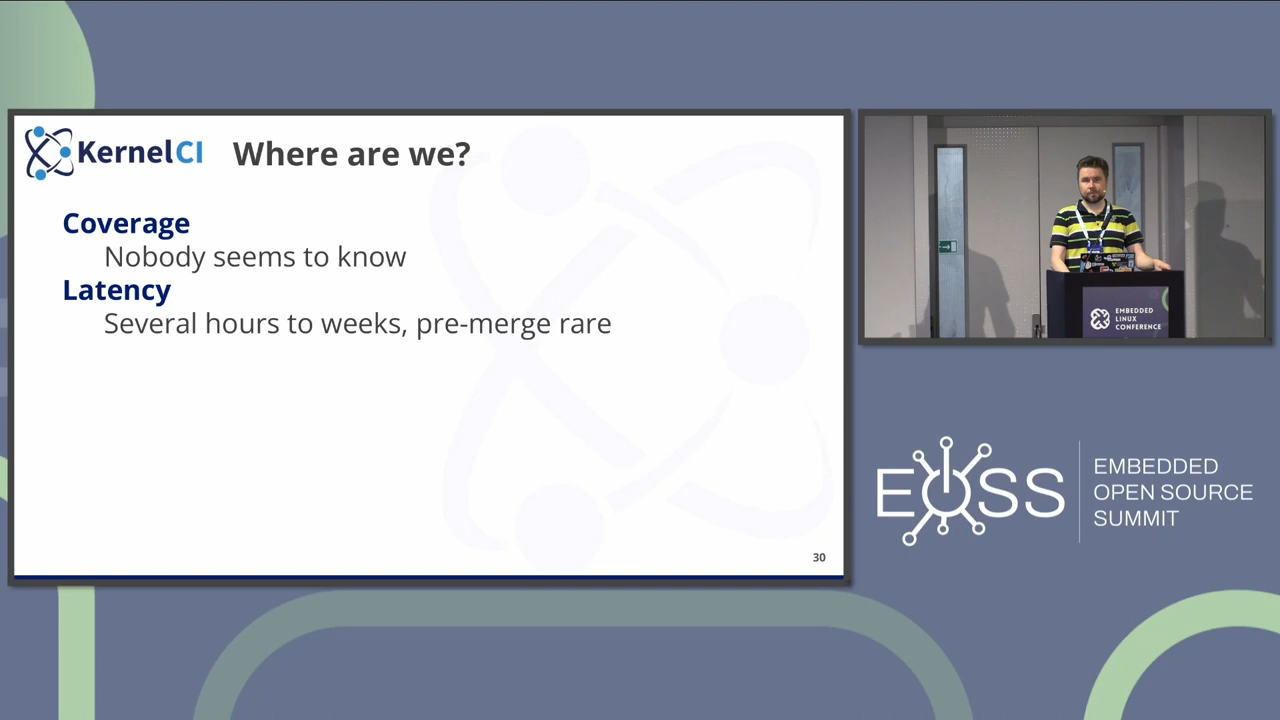 KernelCI
Where are we?
Coverage
Nobody seems to know
Latency
Several hours to weeks, pre-merge rare
30
EMBEDDED
LINUX
CONFERENCE
EOSS
EMBEDDED
OPEN SOURCE
SUMMIT